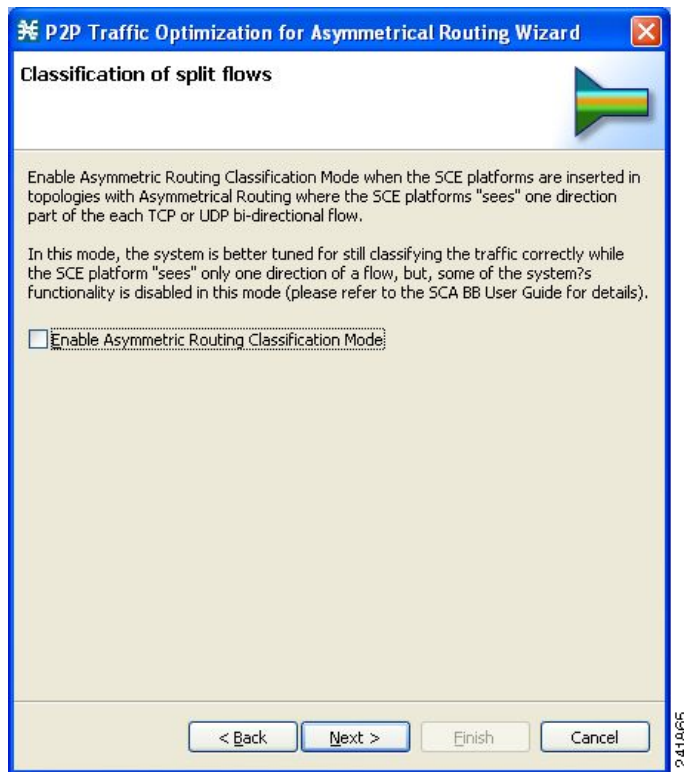 P2P Traffic Optimization for Asymmetrical Routing Wizard
Classification of split flows
Enable Asymmetric Routing Classification Mode when the SCE platforms are inserted in
topologies with Asymmetrical Routing where the SCE platforms "sees" one direction
part of the each TCP or UDP bi-directional flow.
In this mode, the system is better tuned for still classifying the traffic correctly while
the SCE platform "sees" only one direction of a flow, but, some of the system?s
functionality is disabled in this mode (please refer to the SCA BB User Guide for details).
Enable Asymmetric Routing Classification Mode
< Back Next > Finish Cancel
241865